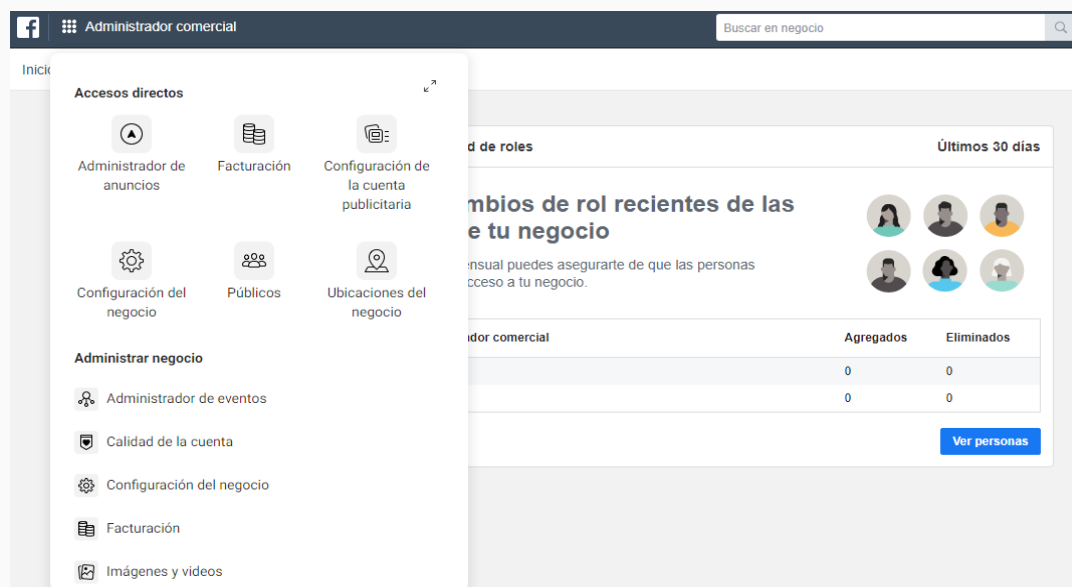 Administrador comercial
Buscar en negocio
Inicio
Accesos directos
Administrador de
anuncios
Facturación
Configuración de
la cuenta
publicitaria
Configuración del
negocio
Públicos
Ubicaciones del
negocio
Administrar negocio
Administrador de eventos
Calidad de la cuenta
Configuración del negocio
Facturación
Imágenes y videos
d de roles
Últimos 30 días
mbios de rol recientes de las
e tu negocio
ensual puedes asegurarte de que las personas
cceso a tu negocio.
ador comercial
Agregados
Eliminados
0
0
0
0
Ver personas